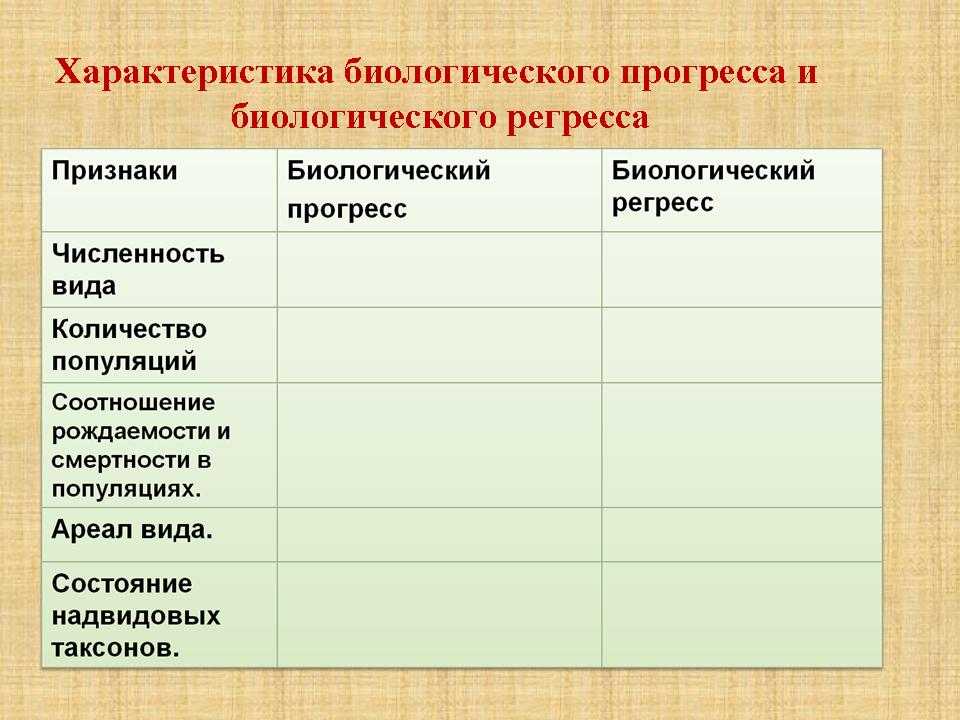 Характеристика биологического прогресса и
биологического регресса
Признаки
Биологический
прогресс
Биологический
регресс
Численность
вида
Количество
популяций
Соотношение
рождаемости и
смертности в
популяциях.
Ареал вида.
Состояние
надвидовых
таксонов.